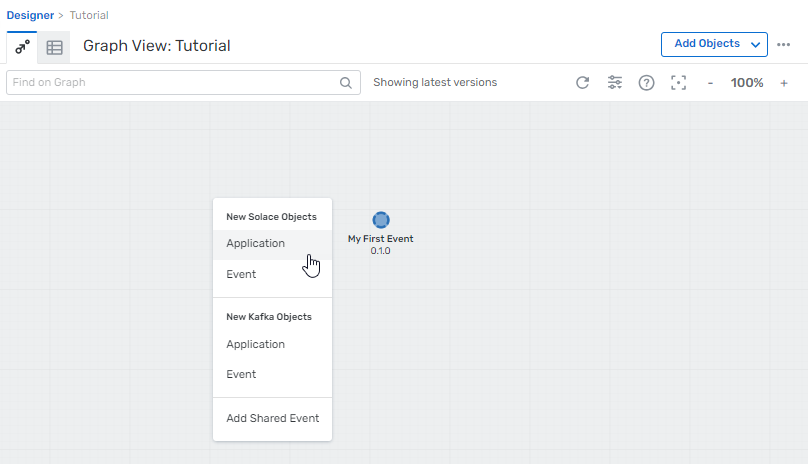 Designer > Tutorial
Graph View: Tutorial
Add Objects
Find on Graph
Showing latest versions
- 100% +
New Solace Objects
Application
Event
New Kafka Objects
Application
Event
Add Shared Event
My First Event
0.1.0